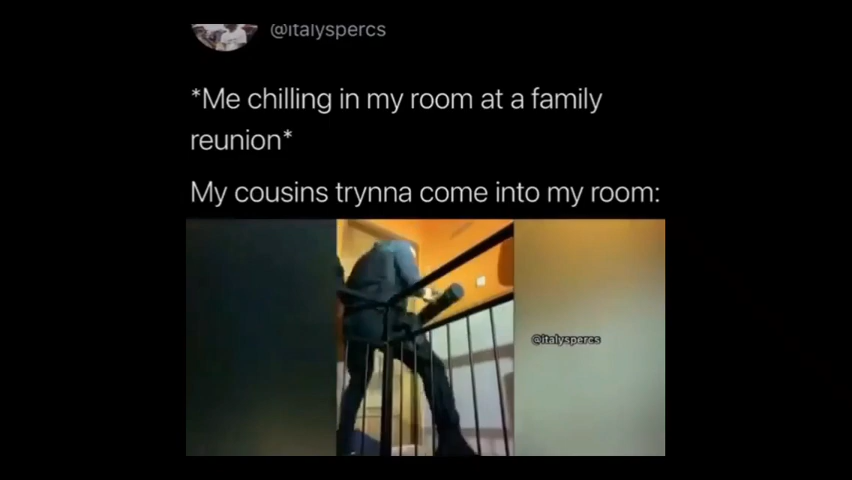 @italyspercs
*Me chilling in my room at a family
reunion*
My cousins trynna come into my room:
@italyspercs